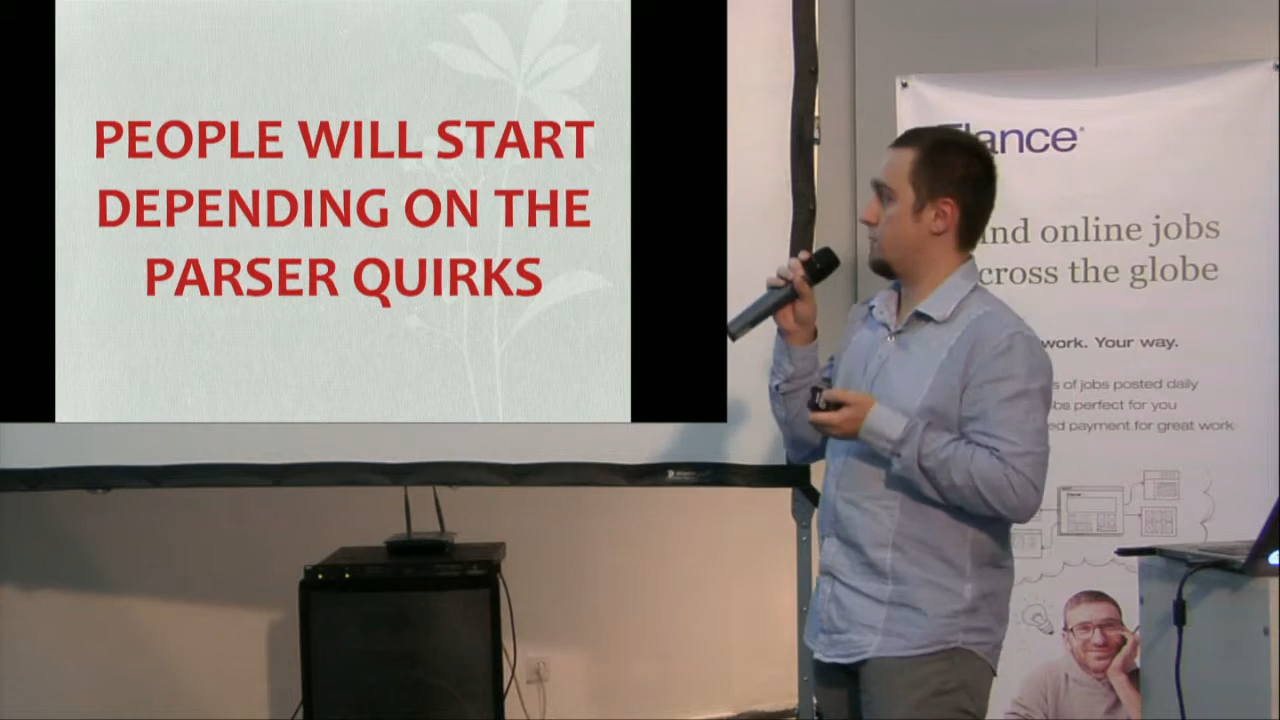 PEOPLE WILL START
DEPENDING ON THE
PARSER QUIRKS
lance
nd online jobs
cross the globe
work. Your way.
s of jobs posted daily
bs perfect for you
ed payment for great work